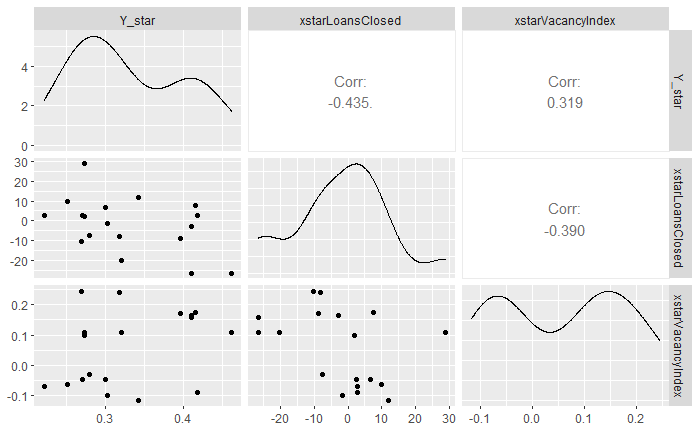 Y_star xstarLoansClosed xstarVacancyIndex
4
2
0
Corr:
-0.435.
Corr:
0.319
Y_star
30
20
10
0
-10
-20
Corr:
-0.390
xstarLoansClosed
0.2
0.1
0.0
-0.1
xstarVacancyIndex
0.3 0.4 -20 -10 0 10 20 30 -0.1 0.0 0.1 0.2